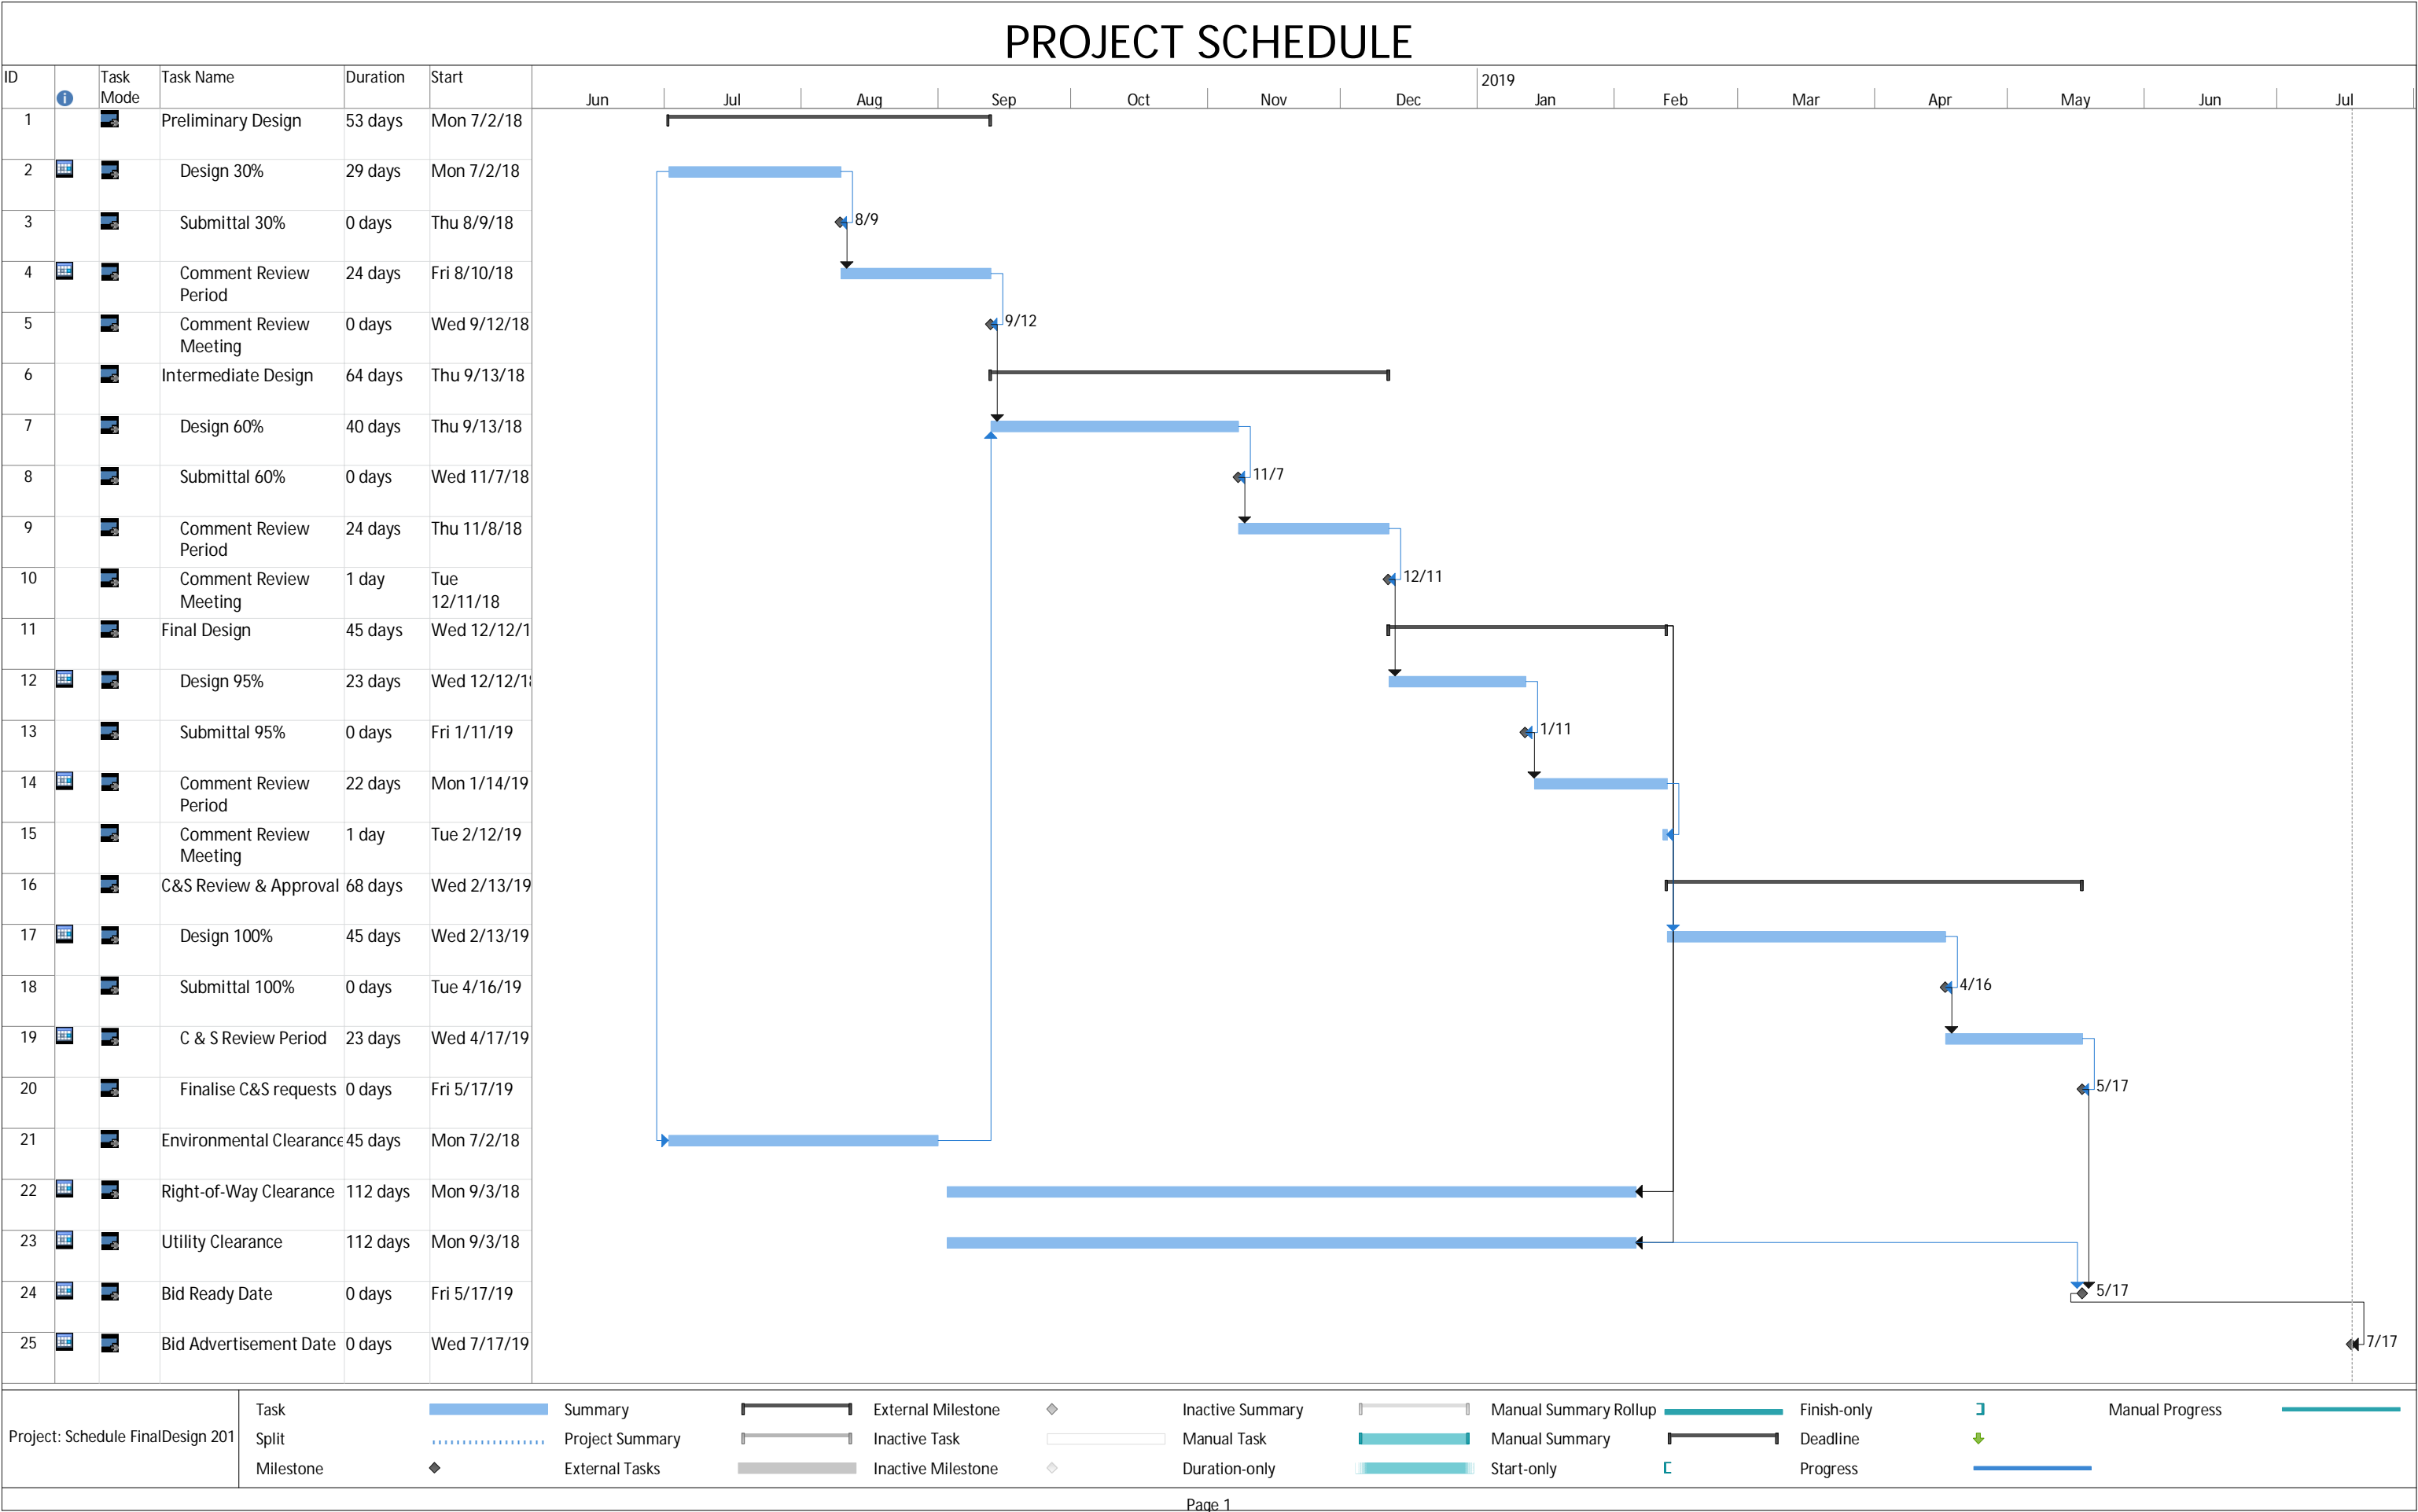 PROJECT SCHEDULE
ID Task Mode Task Name Duration Start
2019
Jun Jul Aug Sep Oct Nov Dec Jan Feb Mar Apr May Jun Jul
1 Preliminary Design 53 days Mon 7/2/18
2 Design 30% 29 days Mon 7/2/18
3 Submittal 30% 0 days Thu 8/9/18 8/9
4 Comment Review Period 24 days Fri 8/10/18
5 Comment Review Meeting 0 days Wed 9/12/18 9/12
6 Intermediate Design 64 days Thu 9/13/18
7 Design 60% 40 days Thu 9/13/18
8 Submittal 60% 0 days Wed 11/7/18 11/7
9 Comment Review Period 24 days Thu 11/8/18
10 Comment Review Meeting 1 day Tue 12/11/18 12/11
11 Final Design 45 days Wed 12/12/1
12 Design 95% 23 days Wed 12/12/18
13 Submittal 95% 0 days Fri 1/11/19 1/11
14 Comment Review Period 22 days Mon 1/14/19
15 Comment Review Meeting 1 day Tue 2/12/19
16 C&S Review & Approval 68 days Wed 2/13/19
17 Design 100% 45 days Wed 2/13/19
18 Submittal 100% 0 days Tue 4/16/19 4/16
19 C & S Review Period 23 days Wed 4/17/19
20 Finalise C&S requests 0 days Fri 5/17/19 5/17
21 Environmental Clearance 45 days Mon 7/2/18
22 Right-of-Way Clearance 112 days Mon 9/3/18
23 Utility Clearance 112 days Mon 9/3/18
24 Bid Ready Date 0 days Fri 5/17/19 5/17
25 Bid Advertisement Date 0 days Wed 7/17/19 7/17
Project: Schedule FinalDesign 201
Task Summary External Milestone Inactive Summary Manual Summary Rollup Finish-only Manual Progress
Split Project Summary Inactive Task Manual Task Manual Summary Deadline
Milestone External Tasks Inactive Milestone Duration-only Start-only Progress
Page 1